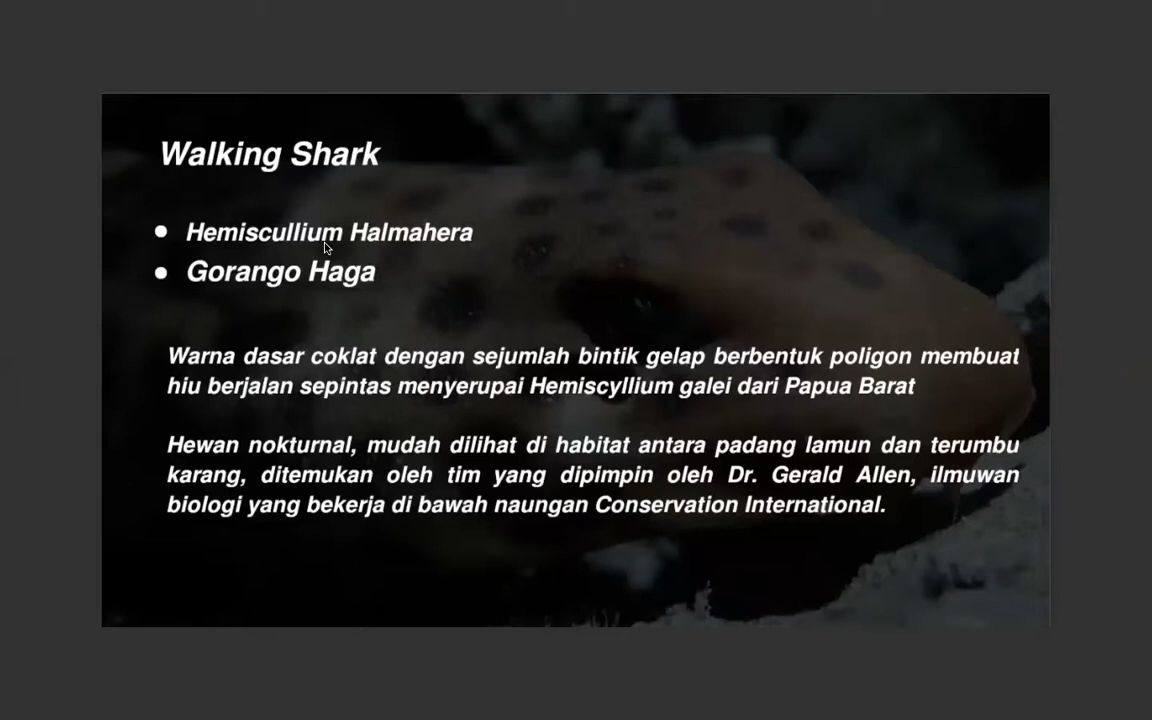 Walking Shark
Hemiscullium Halmahera
Gorango Haga
Warna dasar coklat dengan sejumlah bintik gelap berbentuk poligon membuat
hiu berjalan sepintas menyerupai Hemiscyllium galei dari Papua Barat
Hewan nokturnal, mudah dilihat di habitat antara padang lamun dan terumbu
karang, ditemukan oleh tim yang dipimpin oleh Dr. Gerald Allen, ilmuwan
biologi yang bekerja di bawah naungan Conservation International.